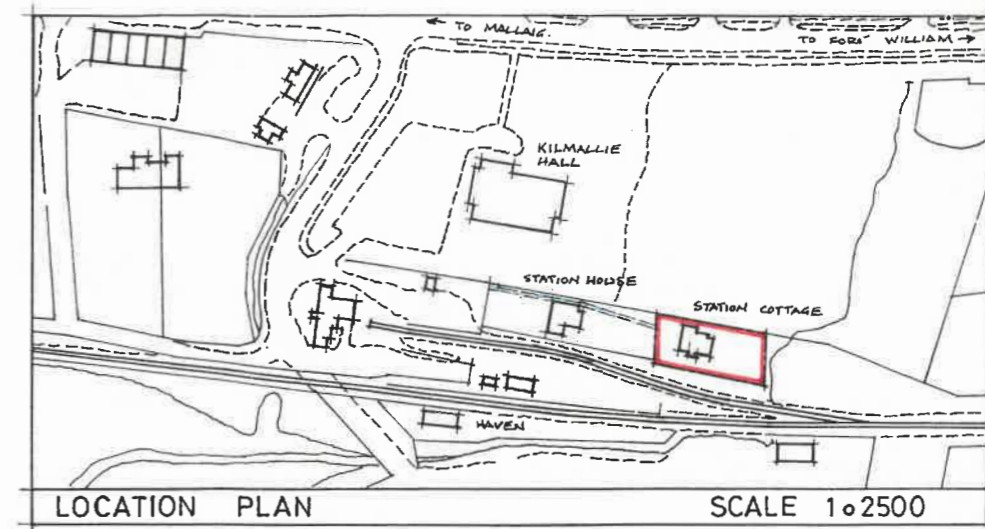 ← TO MALLAIG.
TO FORT WILLIAM →
KILMALLIE
HALL
STATION HOUSE
STATION COTTAGE
HAVEN
LOCATION PLAN
SCALE 1:2500